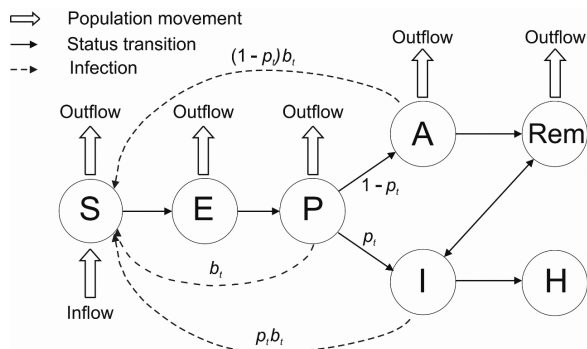 Population movement
Status transition
Infection
(1 - pt)bt
Outflow
Outflow
Outflow
Outflow
Outflow
A
Rem
1 - pt
S
E
P
pt
bt
I
H
Inflow
ptbt